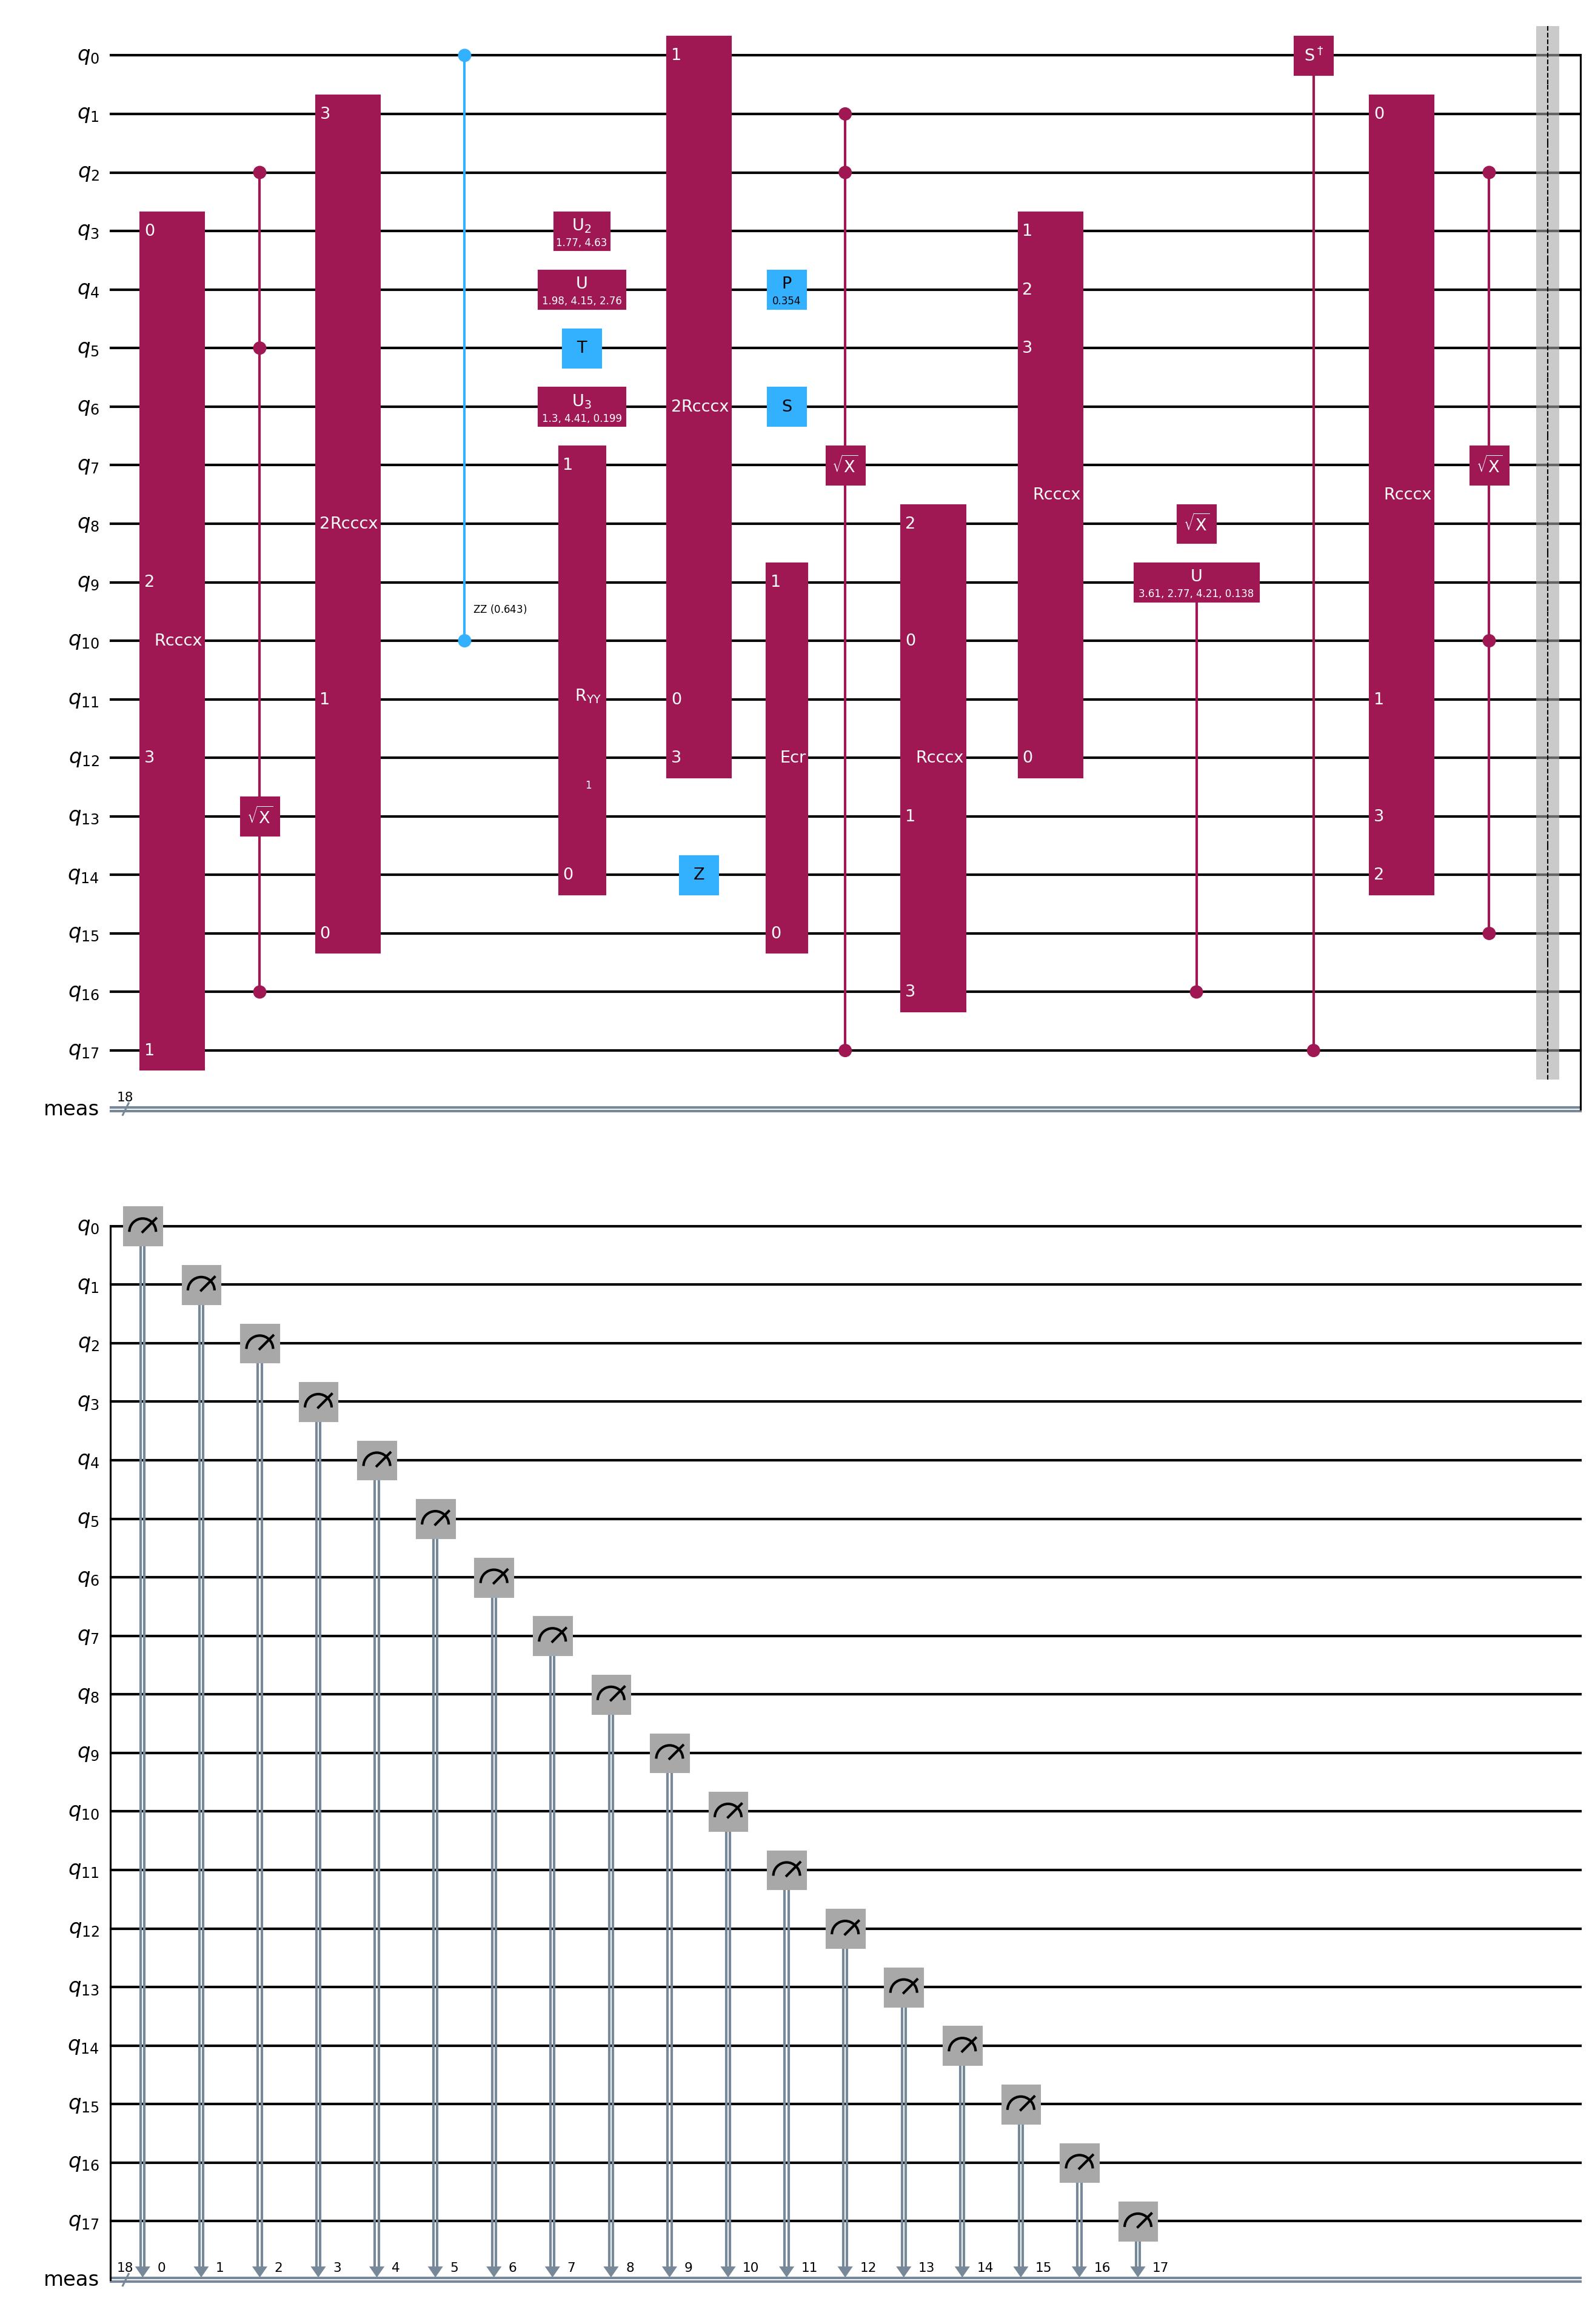 q0 1 S†
q1 3 0
q2
q3 0 U2 1
1.77, 4.63
q4 U P 2
1.98, 4.15, 2.76 0.354
q5 T 3
q6 U3 2Rcccx S
1.3, 4.41, 0.199
q7 1 √X √X
Rcccx Rcccx
q8 2Rcccx 2 √X
q9 2 1 U
3.61, 2.77, 4.21, 0.138
ZZ (0.643)
q10 Rcccx 0
q11 1 RYY 0 1
q12 3 3 Ecr Rcccx 0
1
q13 √X 1 3
q14 0 Z 2
q15 0 0
q16 3
q17 1
18
meas
q0
q1
q2
q3
q4
q5
q6
q7
q8
q9
q10
q11
q12
q13
q14
q15
q16
q17
18 0 1 2 3 4 5 6 7 8 9 10 11 12 13 14 15 16 17
meas